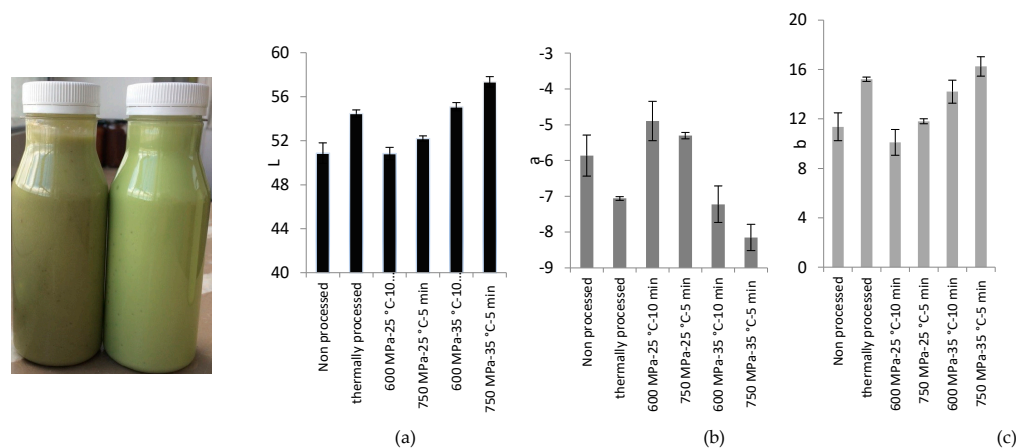 60
56
52
48
44
40
L
Non processed
thermally processed
600 MPa-25 °C-10...
750 MPa-25 °C-5 min
600 MPa-35 °C-10...
750 MPa-35 °C-5 min
(a)
-3
-4
-5
-6
-7
-8
-9
a
Non processed
thermally processed
600 MPa-25 °C-10 min
750 MPa-25 °C-5 min
600 MPa-35 °C-10 min
750 MPa-35 °C-5 min
(b)
20
16
12
8
4
0
b
Non processed
thermally processed
600 MPa-25 °C-10 min
750 MPa-25 °C-5 min
600 MPa-35 °C-10 min
750 MPa-35 °C-5 min
(c)